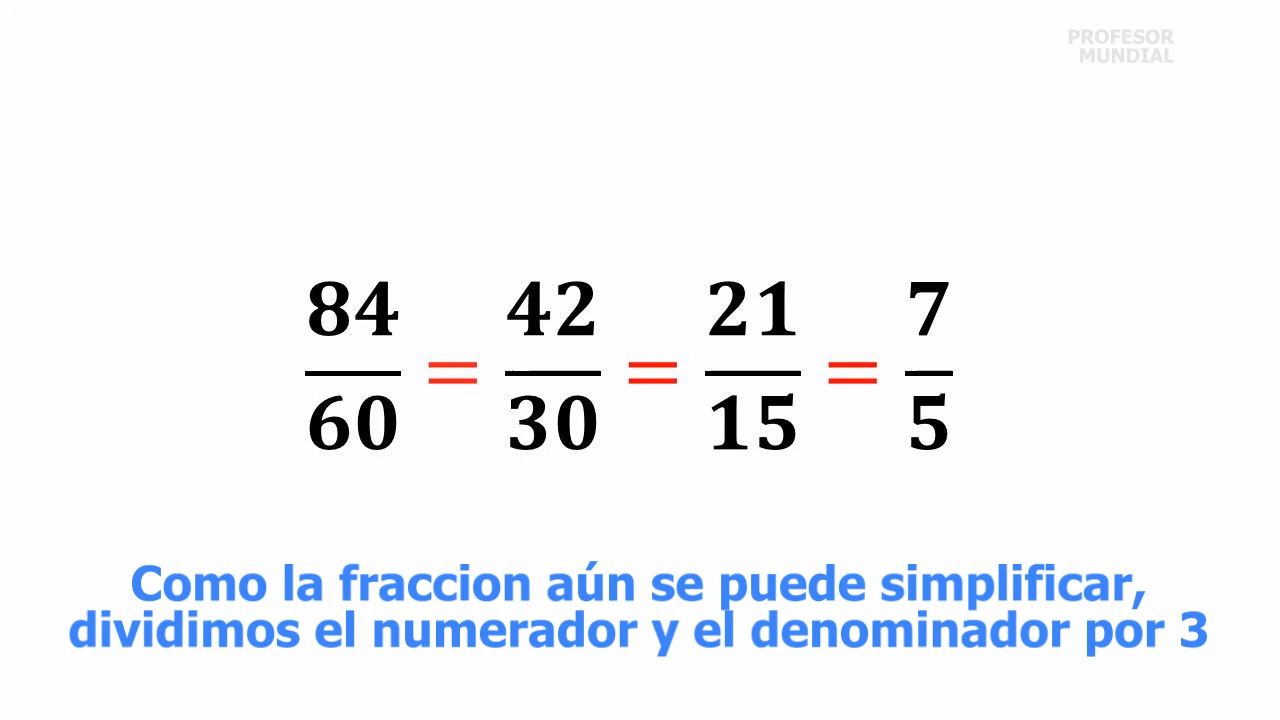 PROFESOR
MUNDIAL
84/60 = 42/30 = 21/15 = 7/5
Como la fraccion aún se puede simplificar,
dividimos el numerador y el denominador por 3